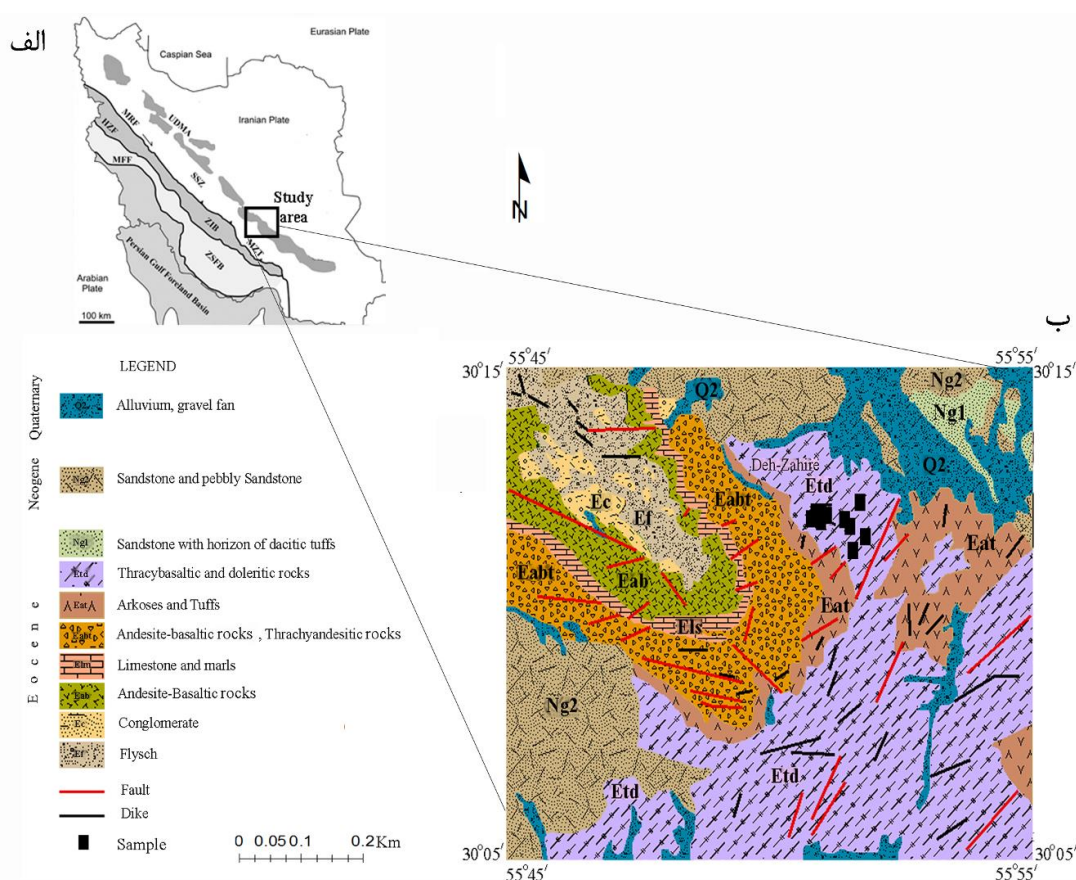 الف
Eurasian Plate
Caspian Sea
Iranian Plate
UDMA
MRF
HZF
MFF
SSZ
Study
area
ZIB
MZT
ZSFB
Persian Gulf Foreland Basin
Arabian
Plate
100 km
N
ب
LEGEND
Quaternary
Neogene
Eocene
Q2 Alluvium, gravel fan
Ng2 Sandstone and pebbly Sandstone
Ng1 Sandstone with horizon of dacitic tuffs
Etd Thracybasaltic and doleritic rocks
Eat Arkoses and Tuffs
Eabt Andesite-basaltic rocks , Thrachyandesitic rocks
Elm Limestone and marls
Eab Andesite-Basaltic rocks
Ec Conglomerate
Ef Flysch
Fault
Dike
Sample
0 0.05 0.1 0.2Km
55°45′ 55°55′
30°15′ 30°15′
Q2 Ng2
Ng1
Deh-Zahire
Q2
Etd
Eabt
Ec
Ef
Eat
Eabt
Eab
Eat
Els
Ng2
Etd
Etd
30°05′ 30°05′
55°45′ 55°55′